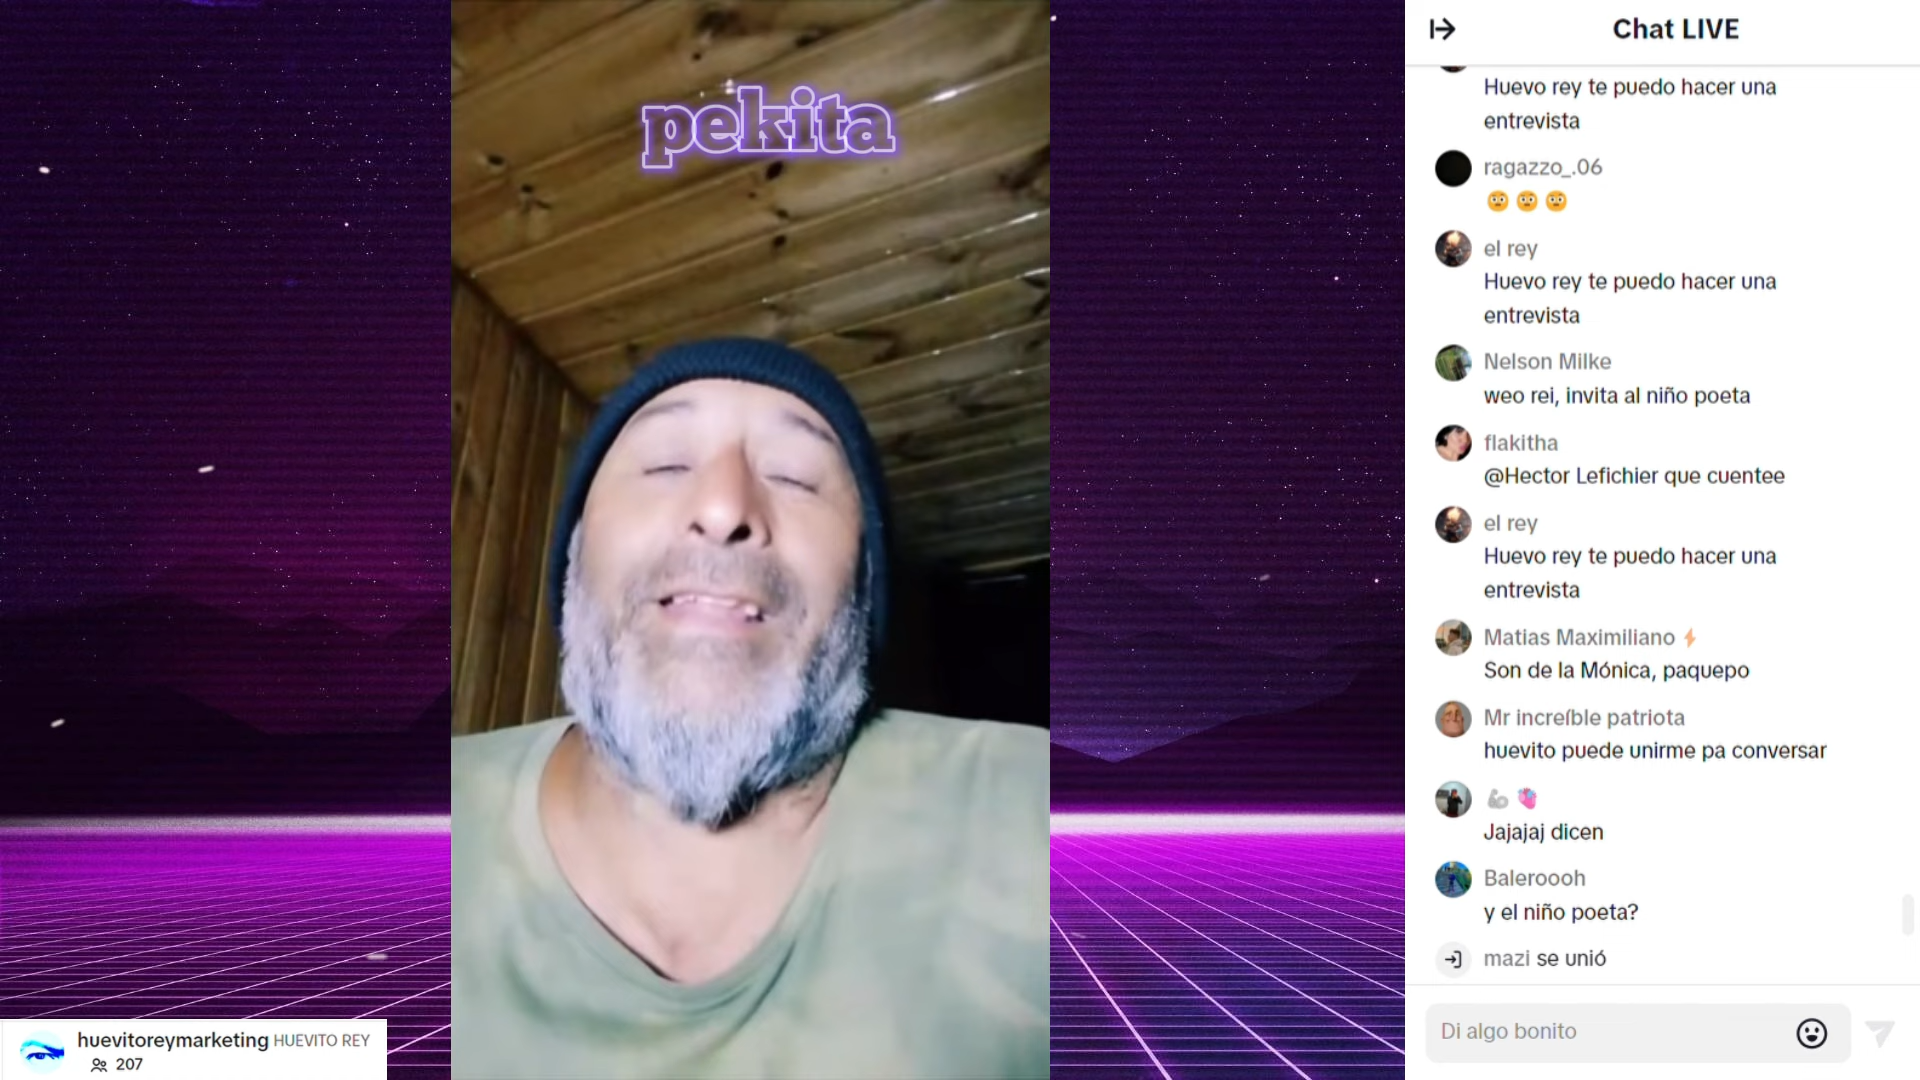 pekita
Chat LIVE
Huevo rey te puedo hacer una
entrevista
ragazzo_.06
😳 😳 😳
el rey
Huevo rey te puedo hacer una
entrevista
Nelson Milke
weo rei, invita al niño poeta
flakitha
@Hector Lefichier que cuentee
el rey
Huevo rey te puedo hacer una
entrevista
Matias Maximiliano⚡
Son de la Mónica, paquepo
Mr increíble patriota
huevito puede unirme pa conversar
Jajajaj dicen
Baleroooh
y el niño poeta?
mazi se unió
Di algo bonito
huevitoreymarketing HUEVITO REY
207